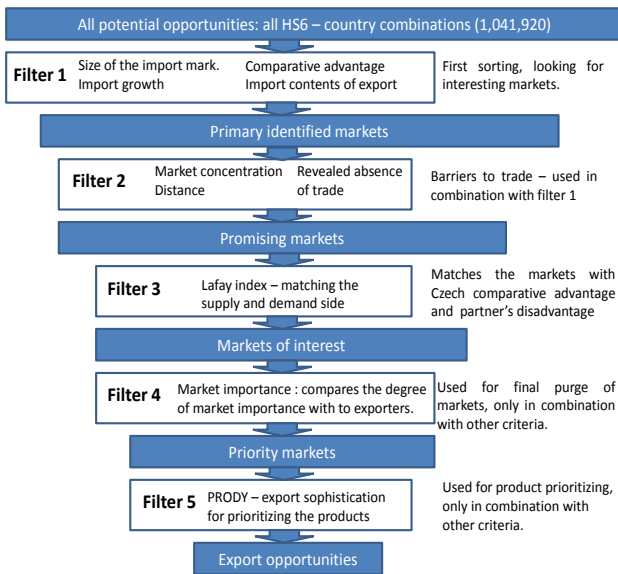 All potential opportunities: all HS6 – country combinations (1,041,920)
Filter 1
Size of the import mark.
Import growth
Comparative advantage
Import contents of export
First sorting, looking for
interesting markets.
Primary identified markets
Filter 2
Market concentration
Distance
Revealed absence
of trade
Barriers to trade – used in
combination with filter 1
Promising markets
Filter 3
Lafay index – matching the
supply and demand side
Matches the markets with
Czech comparative advantage
and partner's disadvantage
Markets of interest
Filter 4
Market importance : compares the degree
of market importance with to exporters.
Used for final purge of
markets, only in combination
with other criteria.
Priority markets
Filter 5
PRODY – export sophistication
for prioritizing the products
Used for product prioritizing,
only in combination with
other criteria.
Export opportunities